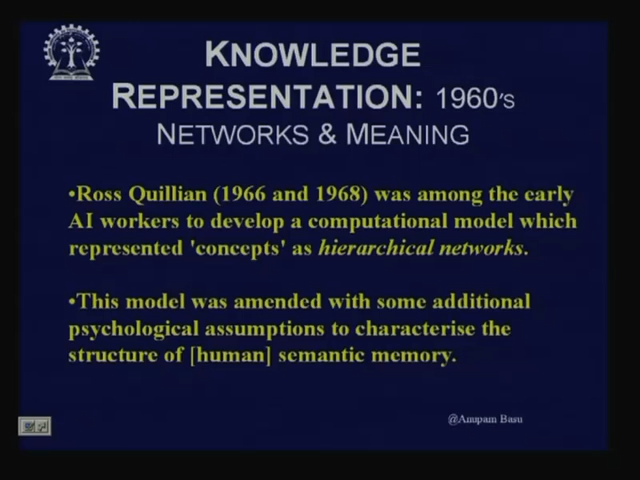 KNOWLEDGE
REPRESENTATION: 1960's
NETWORKS & MEANING
•Ross Quillian (1966 and 1968) was among the early
AI workers to develop a computational model which
represented 'concepts' as hierarchical networks.
•This model was amended with some additional
psychological assumptions to characterise the
structure of [human] semantic memory.
@Anupam Basu